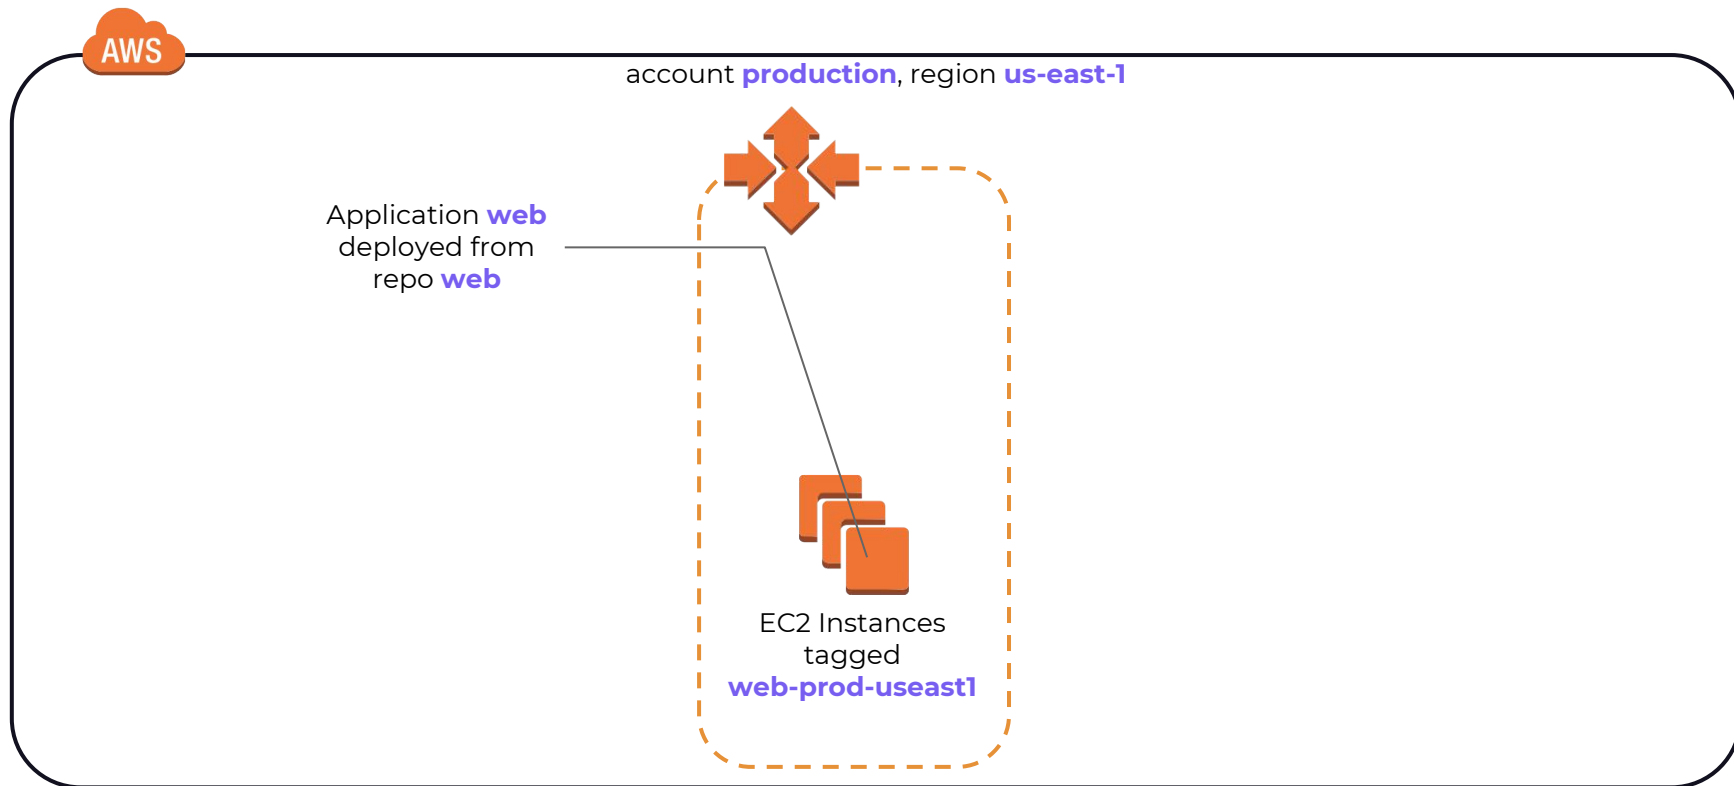 AWS
account production, region us-east-1
Application web
deployed from
repo web
EC2 Instances
tagged
web-prod-useast1